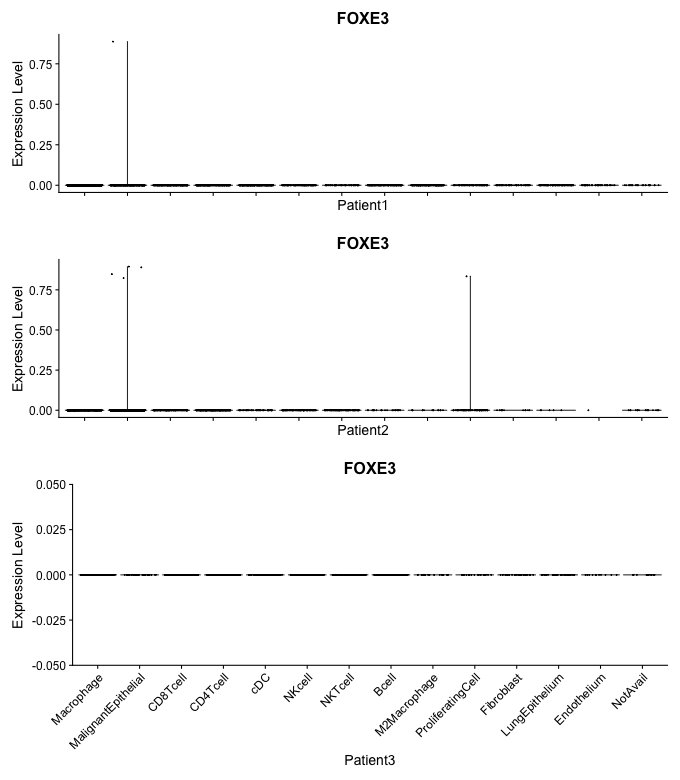 FOXE3
Expression Level
0.75
0.50
0.25
0.00
Patient1
FOXE3
Expression Level
0.75
0.50
0.25
0.00
Patient2
FOXE3
Expression Level
0.050
0.025
0.000
-0.025
-0.050
Macrophage
MalignantEpithelial
CD8Tcell
CD4Tcell
cDC
NKcell
NKTcell
Bcell
M2Macrophage
ProliferatingCell
Fibroblast
LungEpithelium
Endothelium
NotAvail
Patient3